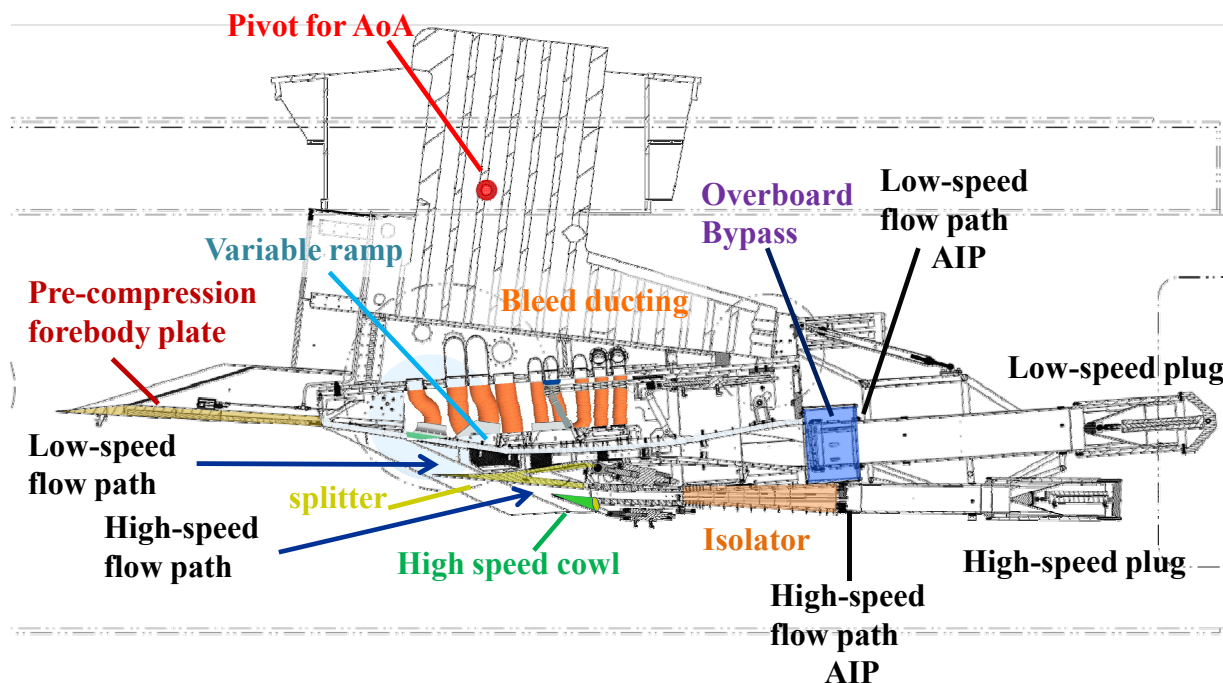 Pivot for AoA
Variable ramp
Pre-compression
forebody plate
Bleed ducting
Overboard
Bypass
Low-speed
flow path
AIP
Low-speed plug
Low-speed
flow path
splitter
High-speed
flow path
High speed cowl
Isolator
High-speed
flow path
AIP
High-speed plug